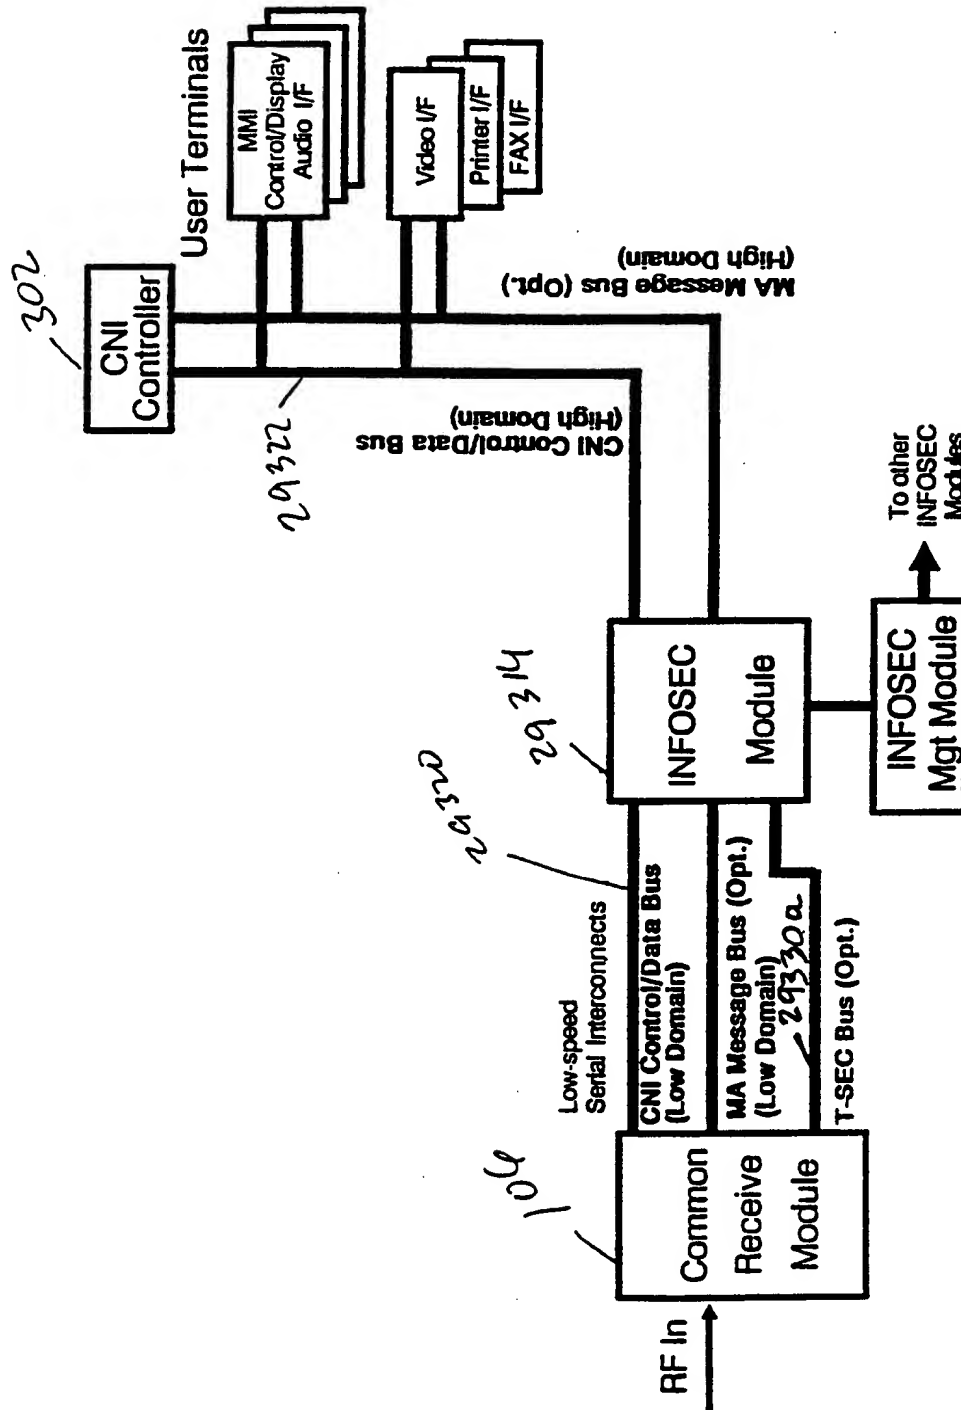 302
CNI
Controller
User Terminals
MMI
Control/Display
Audio I/F
Video I/F
Printer I/F
FAX I/F
29322
CNI Control/Data Bus
(High Domain)
MA Message Bus (Opt.)
(High Domain)
RF In
104
Common
Receive
Module
Low-speed
Serial Interconnects
29320
CNI Control/Data Bus
(Low Domain)
MA Message Bus (Opt.)
(Low Domain)
29330a
T-SEC Bus (Opt.)
29314
INFOSEC
Module
INFOSEC
Mgt Module
To other
INFOSEC
Modules